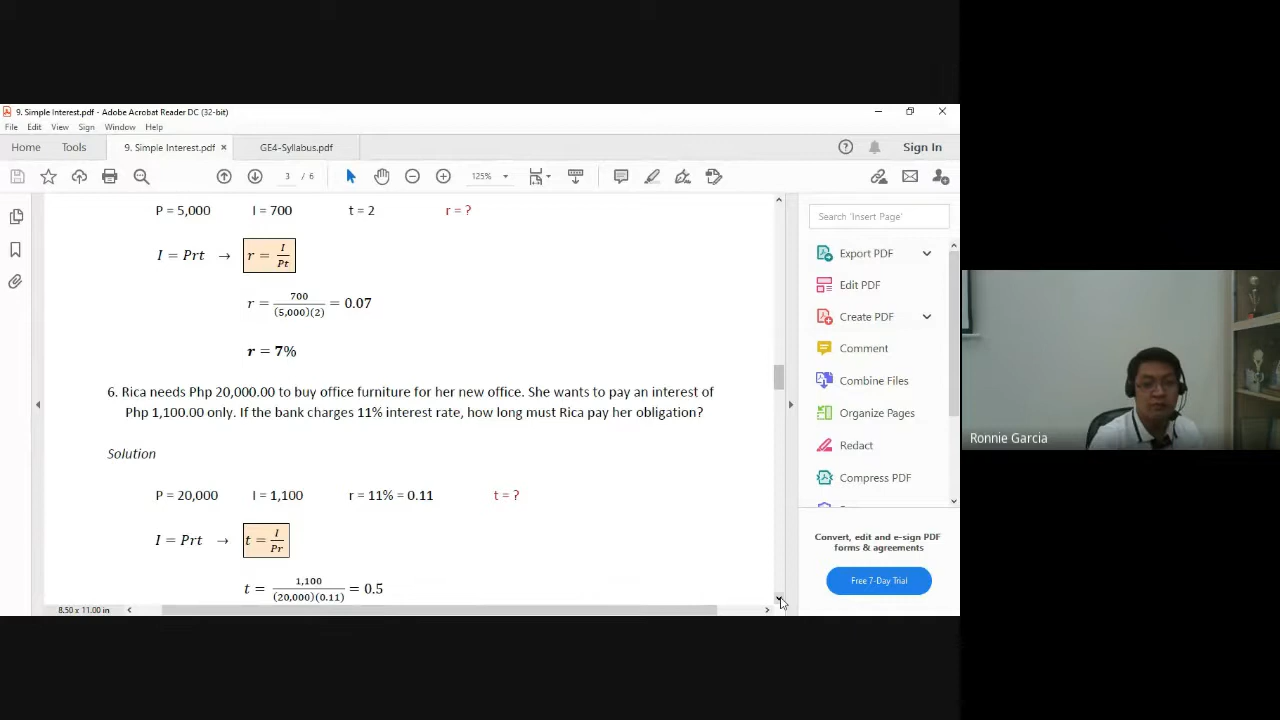 9. Simple Interest.pdf - Adobe Acrobat Reader DC (32-bit)
File Edit View Sign Window Help
Home Tools 9. Simple Interest.pdf × GE4-Syllabus.pdf Sign In
3 / 6 125%
P = 5,000 I = 700 t = 2 r = ?
I = Prt → r = I/Pt
r = 700/(5,000)(2) = 0.07
r = 7%
6. Rica needs Php 20,000.00 to buy office furniture for her new office. She wants to pay an interest of
Php 1,100.00 only. If the bank charges 11% interest rate, how long must Rica pay her obligation?
Solution
P = 20,000 I = 1,100 r = 11% = 0.11 t = ?
I = Prt → t = I/Pr
t = 1,100/(20,000)(0.11) = 0.5
8.50 x 11.00 in
Search 'Insert Page'
Export PDF
Edit PDF
Create PDF
Comment
Combine Files
Organize Pages
Redact
Compress PDF
Convert, edit and e-sign PDF
forms & agreements
Free 7-Day Trial
Ronnie Garcia